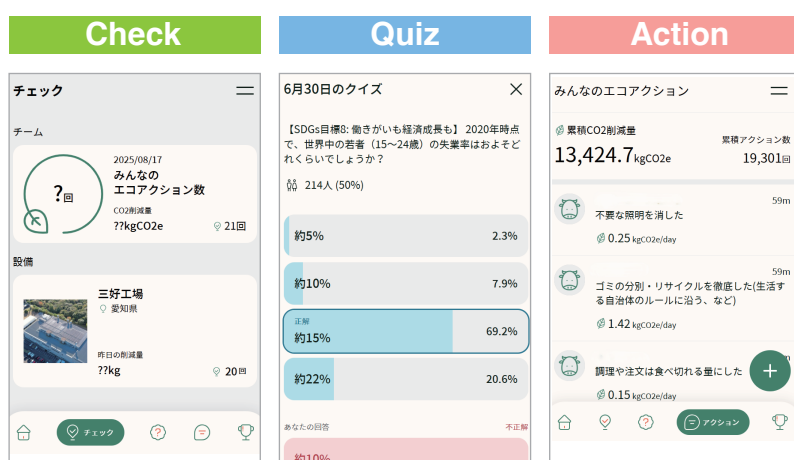 Check
チェック
チーム
?回
2025/08/17
みんなの
エコアクション数
CO2削減量
??kgCO2e
21回
設備
三好工場
愛知県
昨日の削減量
??kg
20回
チェック
Quiz
6月30日のクイズ
【SDGs目標8: 働きがいも経済成長も】 2020年時点
で、世界中の若者（15〜24歳）の失業率はおよそど
れくらいでしょうか？
214人 (50%)
約5%
2.3%
約10%
7.9%
正解
約15%
69.2%
約22%
20.6%
あなたの回答
不正解
約10%
Action
みんなのエコアクション
累積CO2削減量
13,424.7kgCO2e
累積アクション数
19,301回
59m
不要な照明を消した
0.25 kgCO2e/day
59m
ゴミの分別・リサイクルを徹底した(生活す
る自治体のルールに沿う、など)
1.42 kgCO2e/day
調理や注文は食べ切れる量にした
0.15 kgCO2e/day
アクション